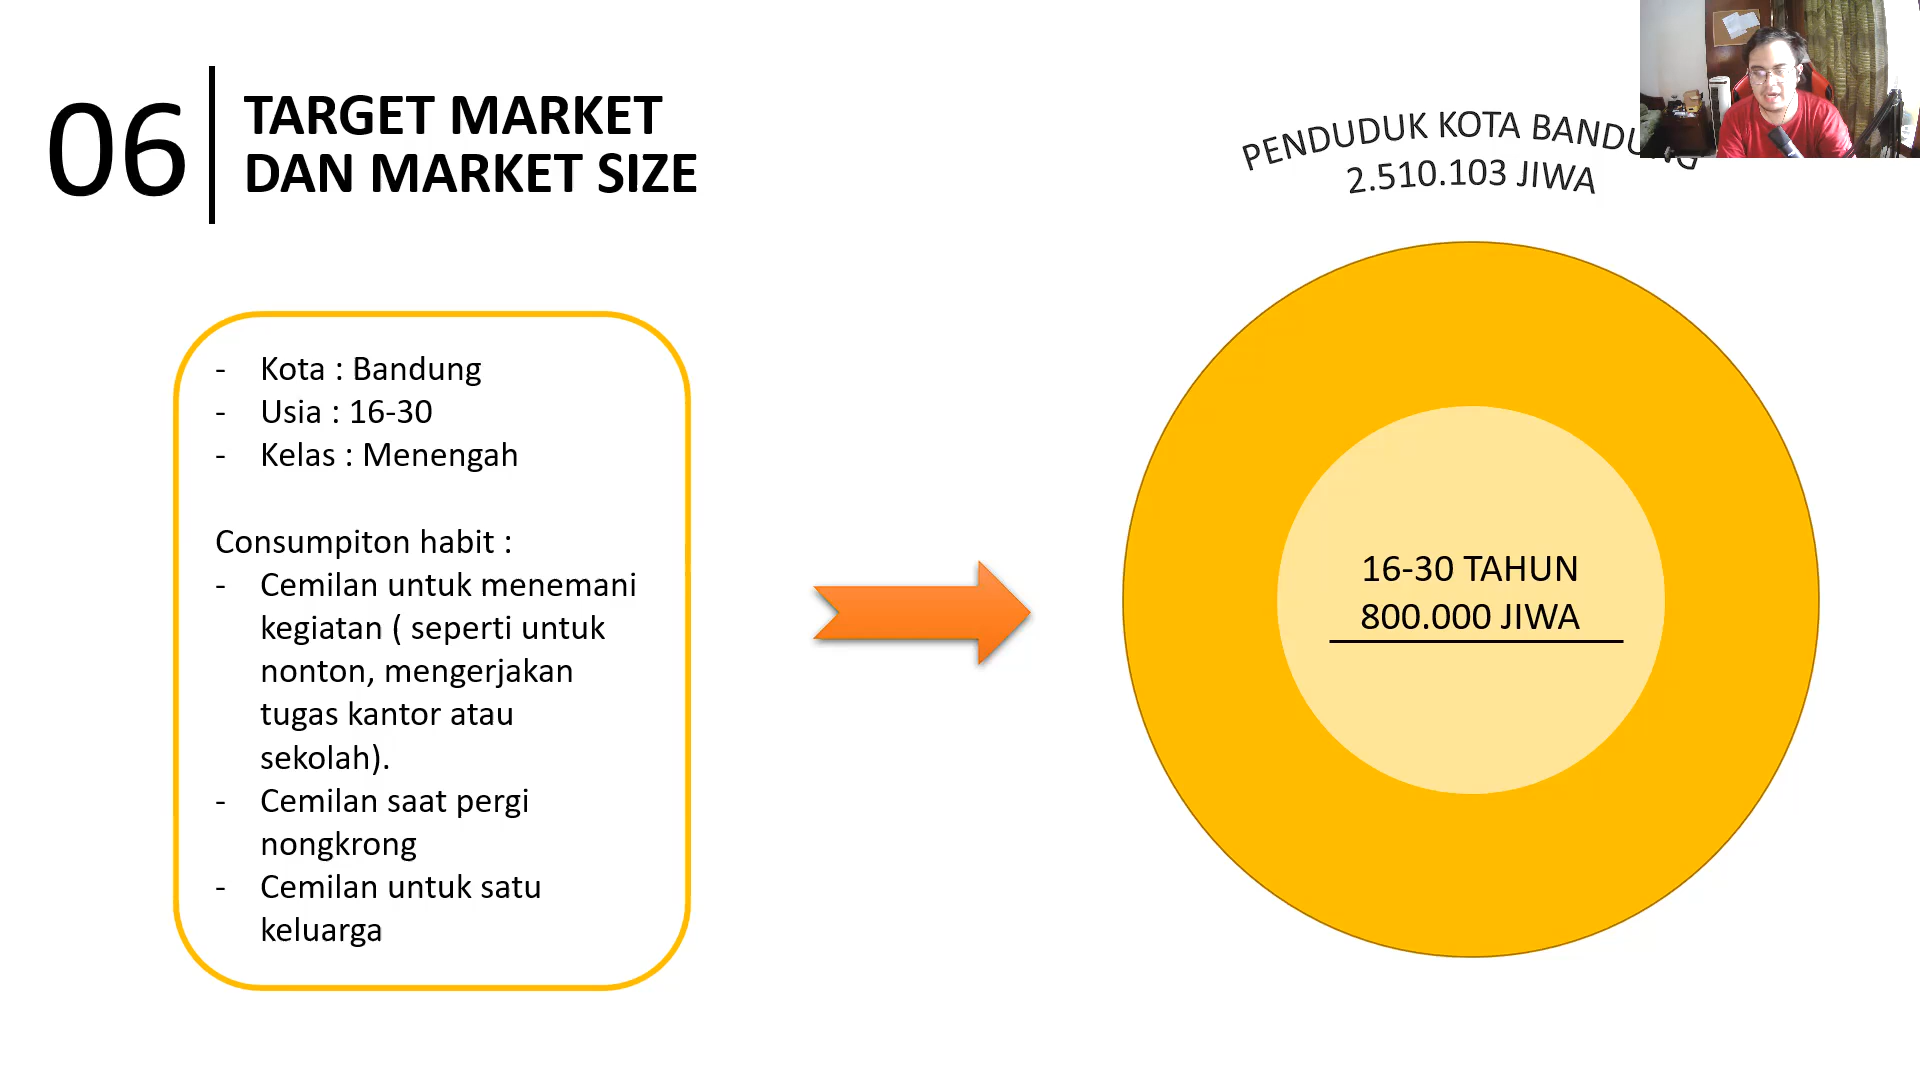 06
TARGET MARKET
DAN MARKET SIZE
PENDUDUK KOTA BANDUNG
2.510.103 JIWA
- Kota : Bandung
- Usia : 16-30
- Kelas : Menengah
Consumpiton habit :
- Cemilan untuk menemani
kegiatan ( seperti untuk
nonton, mengerjakan
tugas kantor atau
sekolah).
- Cemilan saat pergi
nongkrong
- Cemilan untuk satu
keluarga
16-30 TAHUN
800.000 JIWA